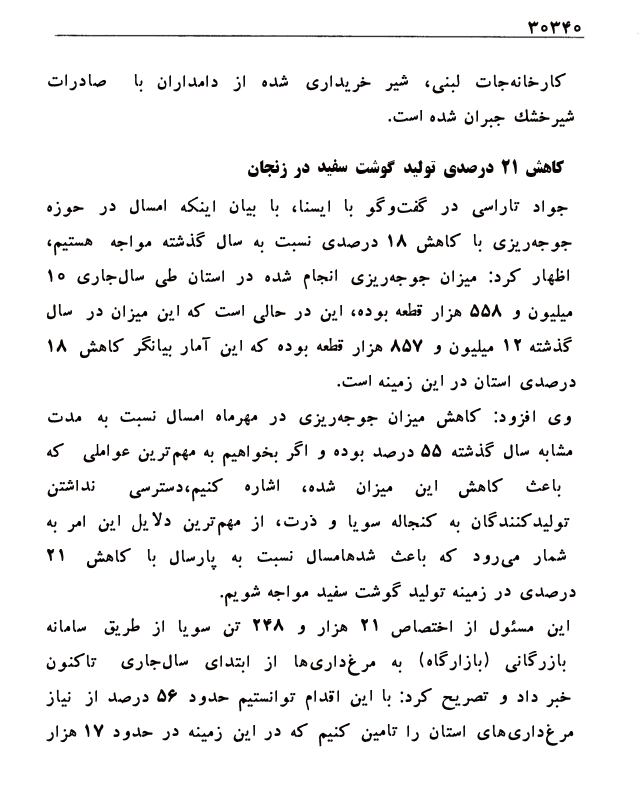 ۳۰۳۴۰
کارخانه‌جات لبنی، شیر خریداری شده از دامداران با صادرات
شیرخشك جبران شده است.
کاهش ۲۱ درصدی تولید گوشت سفید در زنجان
جواد تاراسی در گفت‌وگو با ایسنا، با بیان اینکه امسال در حوزه
جوجه‌ریزی با کاهش ۱۸ درصدی نسبت به سال گذشته مواجه هستیم،
اظهار کرد: میزان جوجه‌ریزی انجام شده در استان طی سال‌جاری ۱۰
میلیون و ۵۵۸ هزار قطعه بوده، این در حالی است که این میزان در سال
گذشته ۱۲ میلیون و ۸۵۷ هزار قطعه بوده که این آمار بیانگر کاهش ۱۸
درصدی استان در این زمینه است.
وی افزود: کاهش میزان جوجه‌ریزی در مهرماه امسال نسبت به مدت
مشابه سال گذشته ۵۵ درصد بوده و اگر بخواهیم به مهم‌ترین عواملی که
باعث کاهش این میزان شده، اشاره کنیم،دسترسی نداشتن
تولیدکنندگان به کنجاله سویا و ذرت، از مهم‌ترین دلایل این امر به
شمار می‌رود که باعث شدهامسال نسبت به پارسال با کاهش ۲۱
درصدی در زمینه تولید گوشت سفید مواجه شویم.
این مسئول از اختصاص ۲۱ هزار و ۲۴۸ تن سویا از طریق سامانه
بازرگانی (بازارگاه) به مرغ‌داری‌ها از ابتدای سال‌جاری تاکنون
خبر داد و تصریح کرد: با این اقدام توانستیم حدود ۵۶ درصد از نیاز
مرغ‌داری‌های استان را تامین کنیم که در این زمینه در حدود ۱۷ هزار